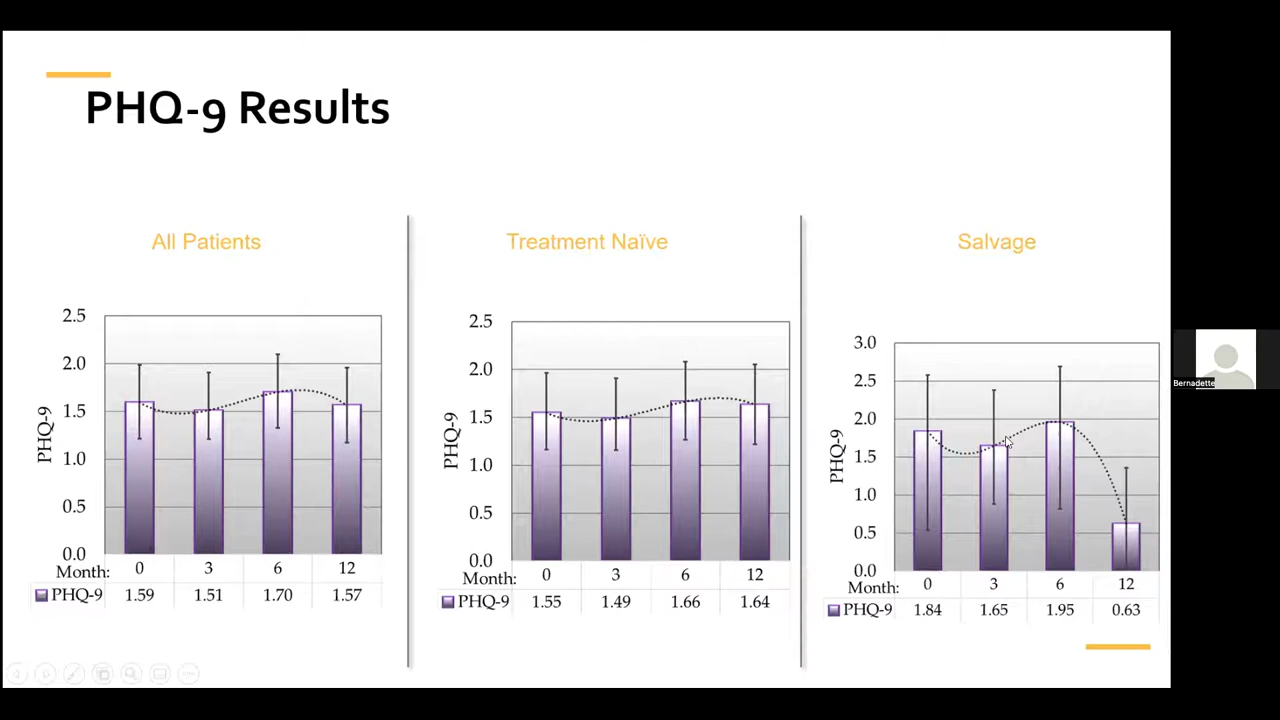 PHQ-9 Results
All Patients
2.5
2.0
1.5
1.0
0.5
0.0
PHQ-9
Month: 0 3 6 12
PHQ-9 1.59 1.51 1.70 1.57
Treatment Naïve
2.5
2.0
1.5
1.0
0.5
0.0
PHQ-9
Month: 0 3 6 12
PHQ-9 1.55 1.49 1.66 1.64
Salvage
3.0
2.5
2.0
1.5
1.0
0.5
0.0
PHQ-9
Month: 0 3 6 12
PHQ-9 1.84 1.65 1.95 0.63
Bernadette